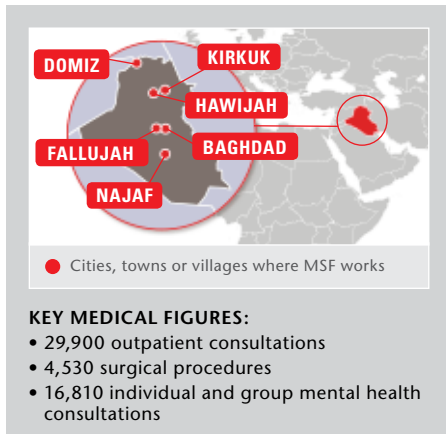 DOMIZ
KIRKUK
HAWIJAH
FALLUJAH
BAGHDAD
NAJAF
Cities, towns or villages where MSF works
KEY MEDICAL FIGURES:
• 29,900 outpatient consultations
• 4,530 surgical procedures
• 16,810 individual and group mental health
consultations